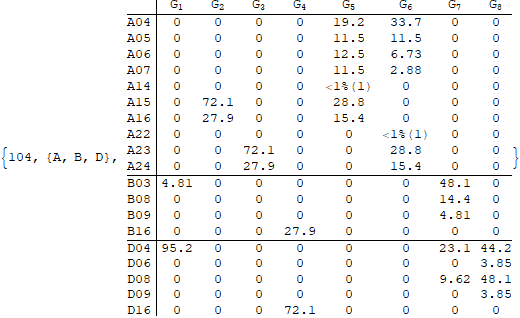 G₁ G₂ G₃ G₄ G₅ G₆ G₇ G₈
A04 0 0 0 0 19.2 33.7 0 0
A05 0 0 0 0 11.5 11.5 0 0
A06 0 0 0 0 12.5 6.73 0 0
A07 0 0 0 0 11.5 2.88 0 0
A14 0 0 0 0 <1%(1) 0 0 0
A15 0 72.1 0 0 28.8 0 0 0
A16 0 27.9 0 0 15.4 0 0 0
A22 0 0 0 0 0 <1%(1) 0 0
{104, {A, B, D}, A23 0 0 72.1 0 0 28.8 0 0 }
A24 0 0 27.9 0 0 15.4 0 0
B03 4.81 0 0 0 0 0 48.1 0
B08 0 0 0 0 0 0 14.4 0
B09 0 0 0 0 0 0 4.81 0
B16 0 0 0 27.9 0 0 0 0
D04 95.2 0 0 0 0 0 23.1 44.2
D06 0 0 0 0 0 0 0 3.85
D08 0 0 0 0 0 0 9.62 48.1
D09 0 0 0 0 0 0 0 3.85
D16 0 0 0 72.1 0 0 0 0